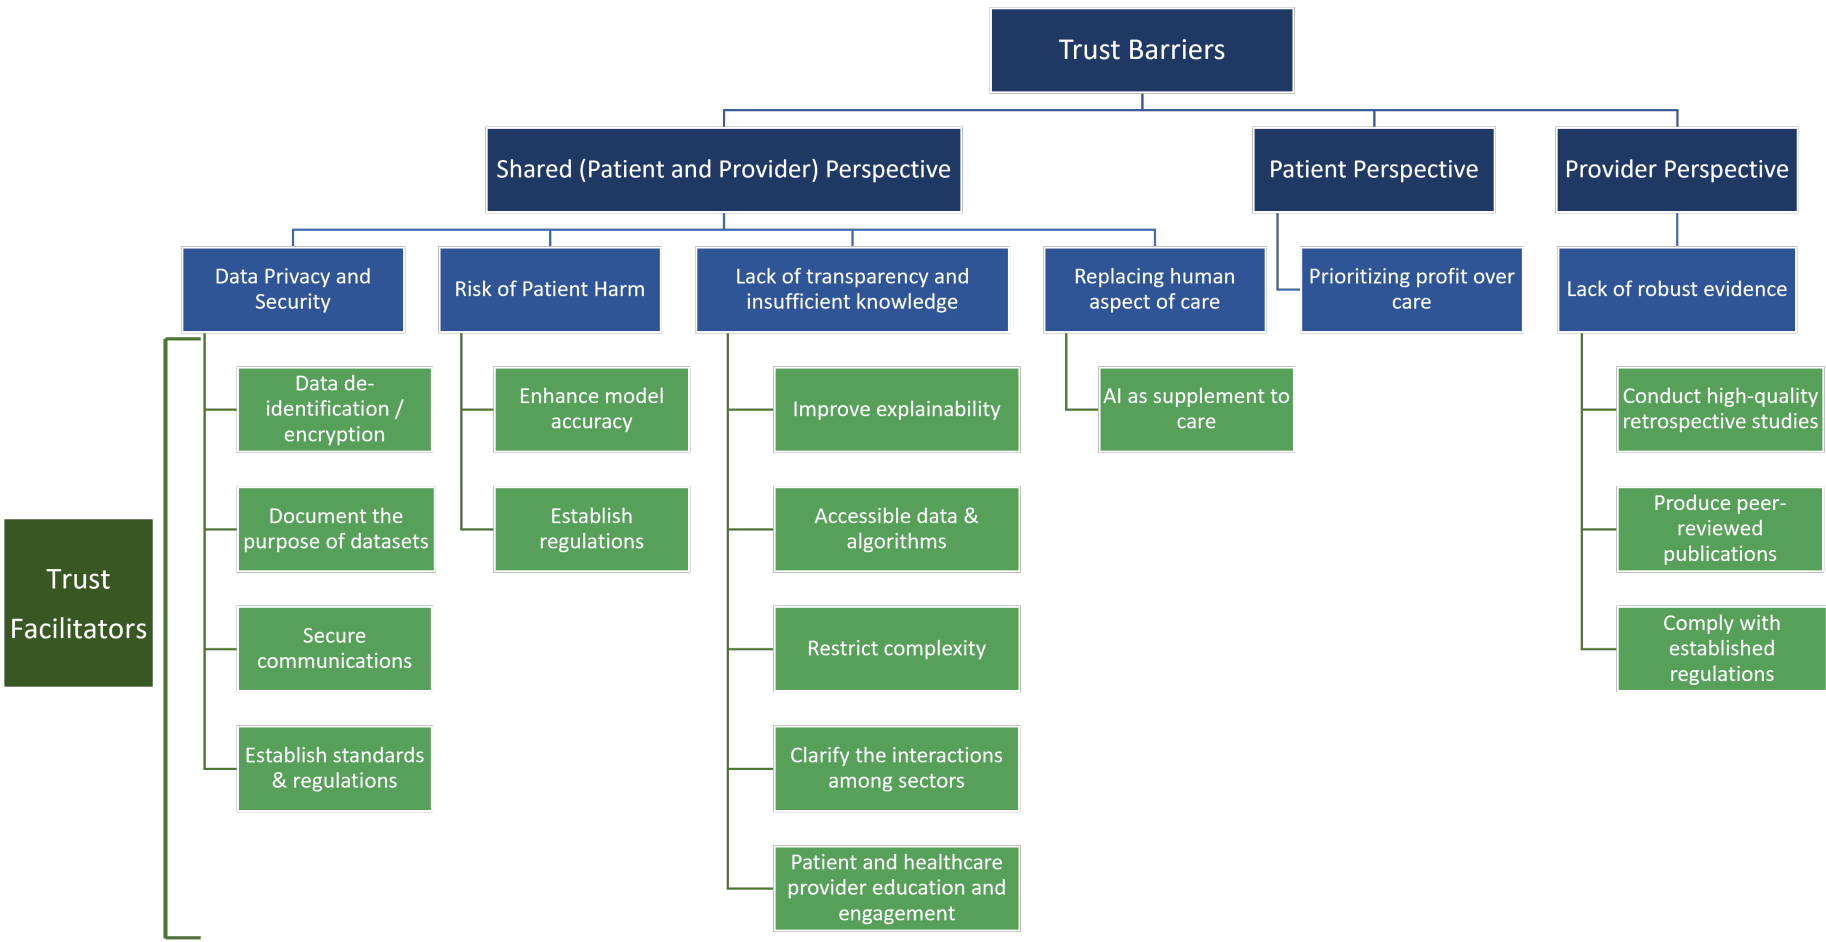 Trust Barriers
Shared (Patient and Provider) Perspective
Patient Perspective
Provider Perspective
Data Privacy and
Security
Risk of Patient Harm
Lack of transparency and
insufficient knowledge
Replacing human
aspect of care
Prioritizing profit over
care
Lack of robust evidence
Trust
Facilitators
Data de-
identification /
encryption
Document the
purpose of datasets
Secure
communications
Establish standards
& regulations
Enhance model
accuracy
Establish
regulations
Improve explainability
Accessible data &
algorithms
Restrict complexity
Clarify the interactions
among sectors
Patient and healthcare
provider education and
engagement
AI as supplement to
care
Conduct high-quality
retrospective studies
Produce peer-
reviewed
publications
Comply with
established
regulations